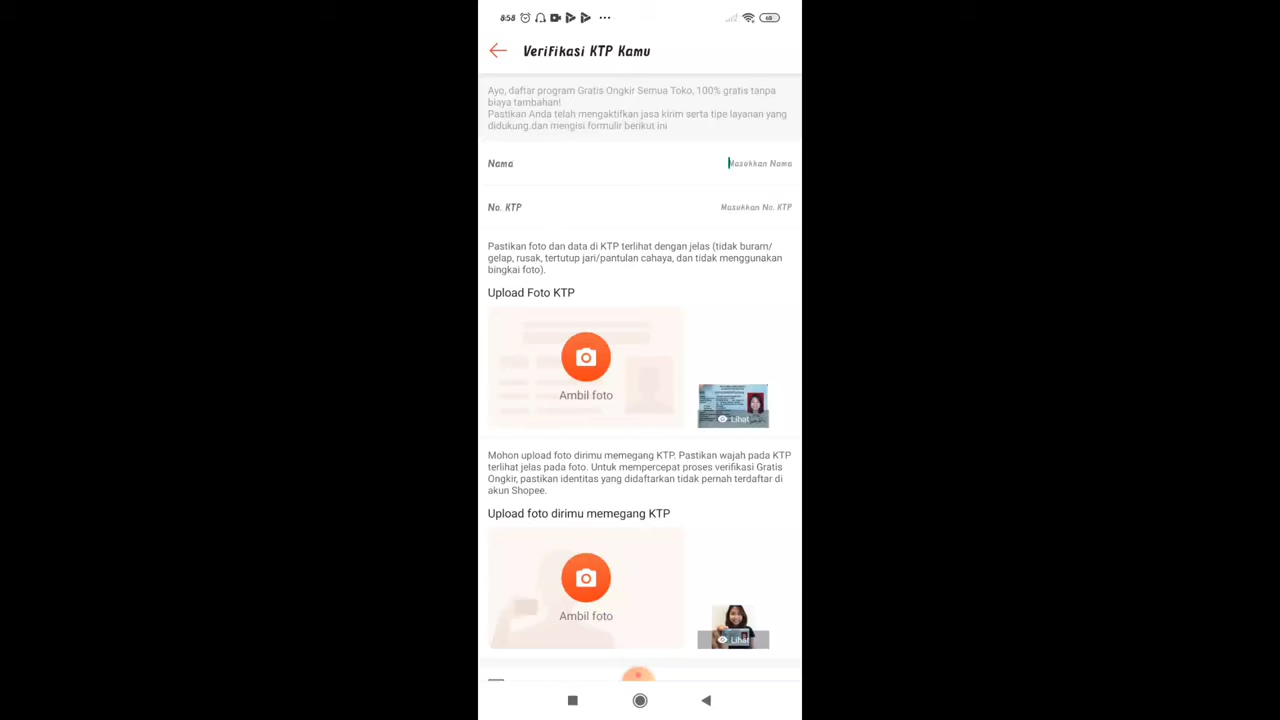 8:58
68
Verifikasi KTP Kamu
Ayo, daftar program Gratis Ongkir Semua Toko, 100% gratis tanpa
biaya tambahan!
Pastikan Anda telah mengaktifkan jasa kirim serta tipe layanan yang
didukung.dan mengisi formulir berikut ini
Nama Masukkan Nama
No. KTP Masukkan No. KTP
Pastikan foto dan data di KTP terlihat dengan jelas (tidak buram/
gelap, rusak, tertutup jari/pantulan cahaya, dan tidak menggunakan
bingkai foto).
Upload Foto KTP
Ambil foto
Lihat
Mohon upload foto dirimu memegang KTP. Pastikan wajah pada KTP
terlihat jelas pada foto. Untuk mempercepat proses verifikasi Gratis
Ongkir, pastikan identitas yang didaftarkan tidak pernah terdaftar di
akun Shopee.
Upload foto dirimu memegang KTP
Ambil foto
Lihat